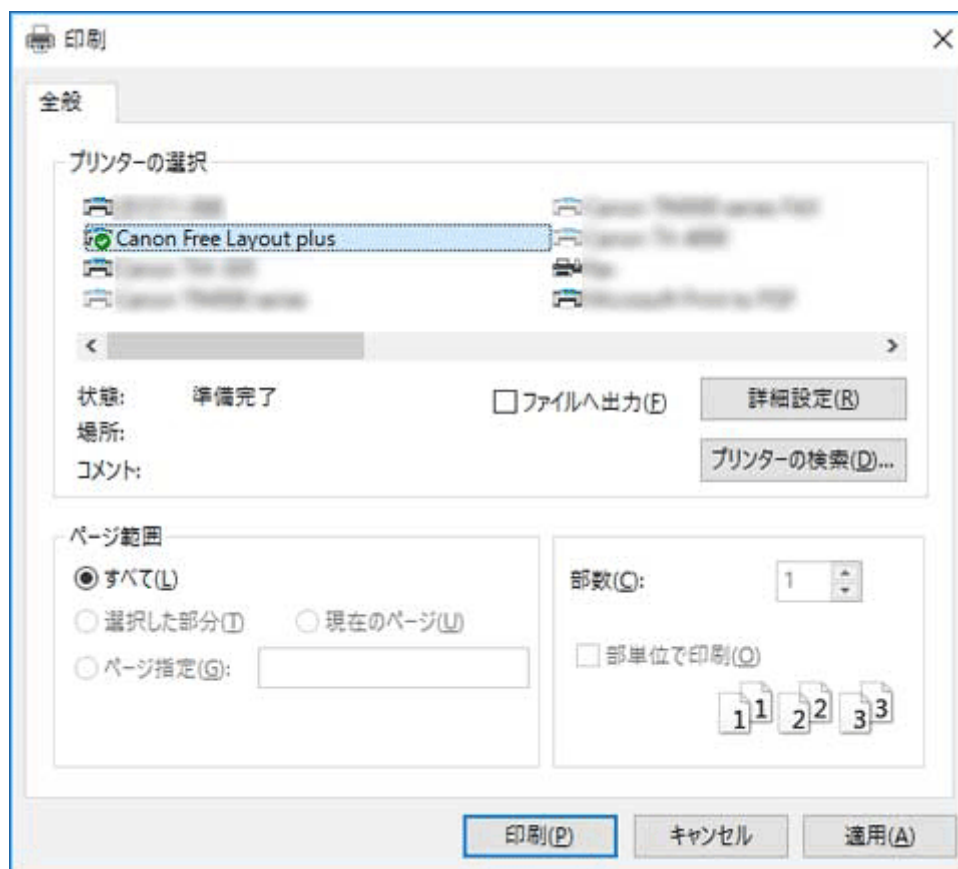 印刷
全般
プリンターの選択
Canon Free Layout plus
状態: 準備完了
場所:
コメント:
ファイルへ出力(F)
詳細設定(R)
プリンターの検索(D)...
ページ範囲
すべて(L)
選択した部分(T) 現在のページ(U)
ページ指定(G):
部数(C): 1
部単位で印刷(O)
1 1 2 2 3 3
印刷(P) キャンセル 適用(A)